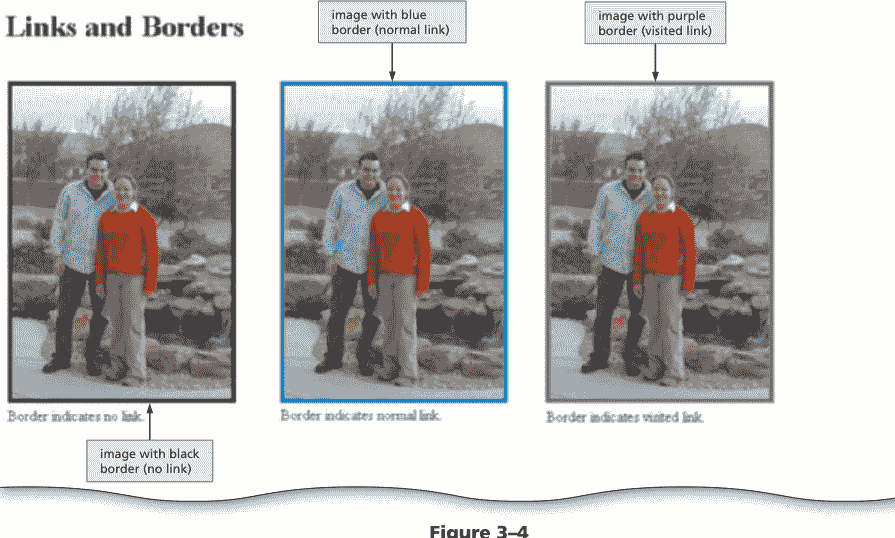 Links and Borders
image with blue
border (normal link)
image with purple
border (visited link)
Border indicates no link.
Border indicates normal link.
Border indicates visited link.
image with black
border (no link)
Figure 3–4